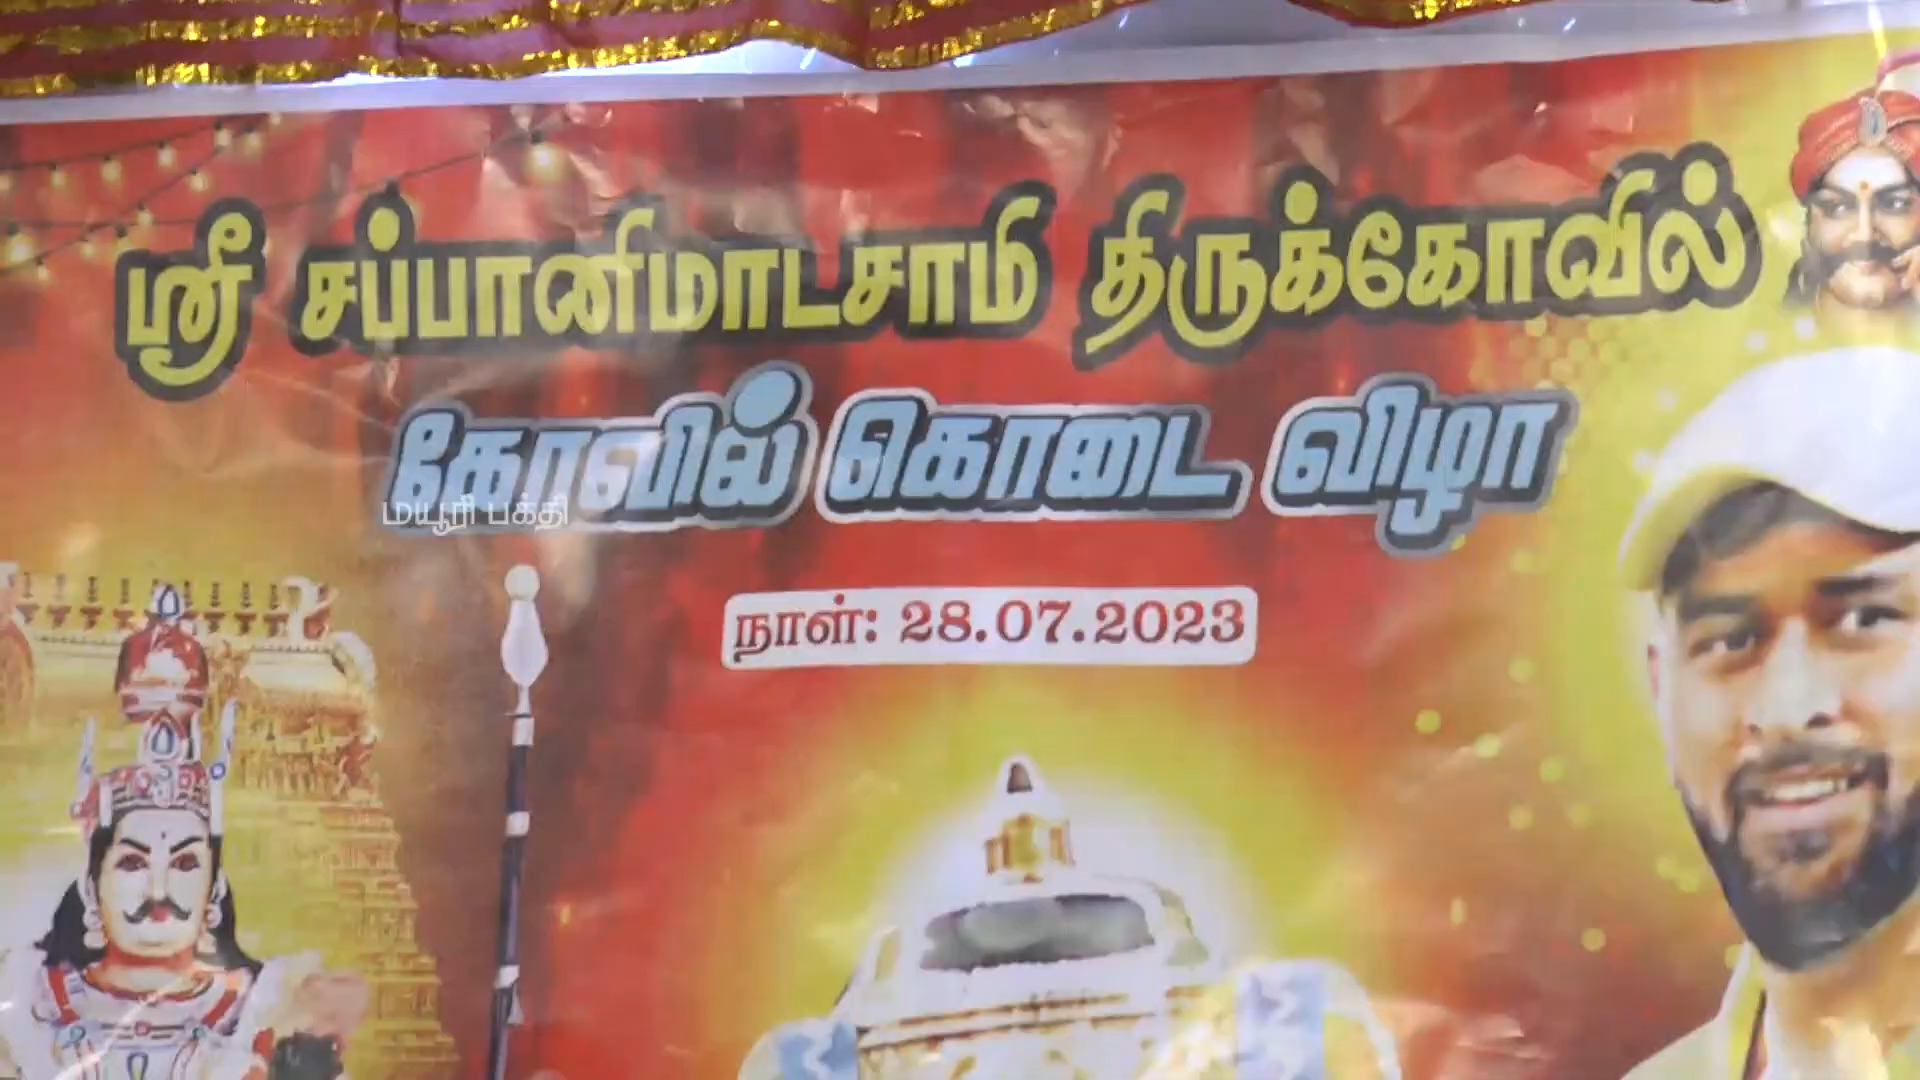 ஸ்ரீ சப்பானிமாடசாமி திருக்கோவில்
கோவில் கொடை விழா
மயூரி பக்தி
நாள்: 28.07.2023